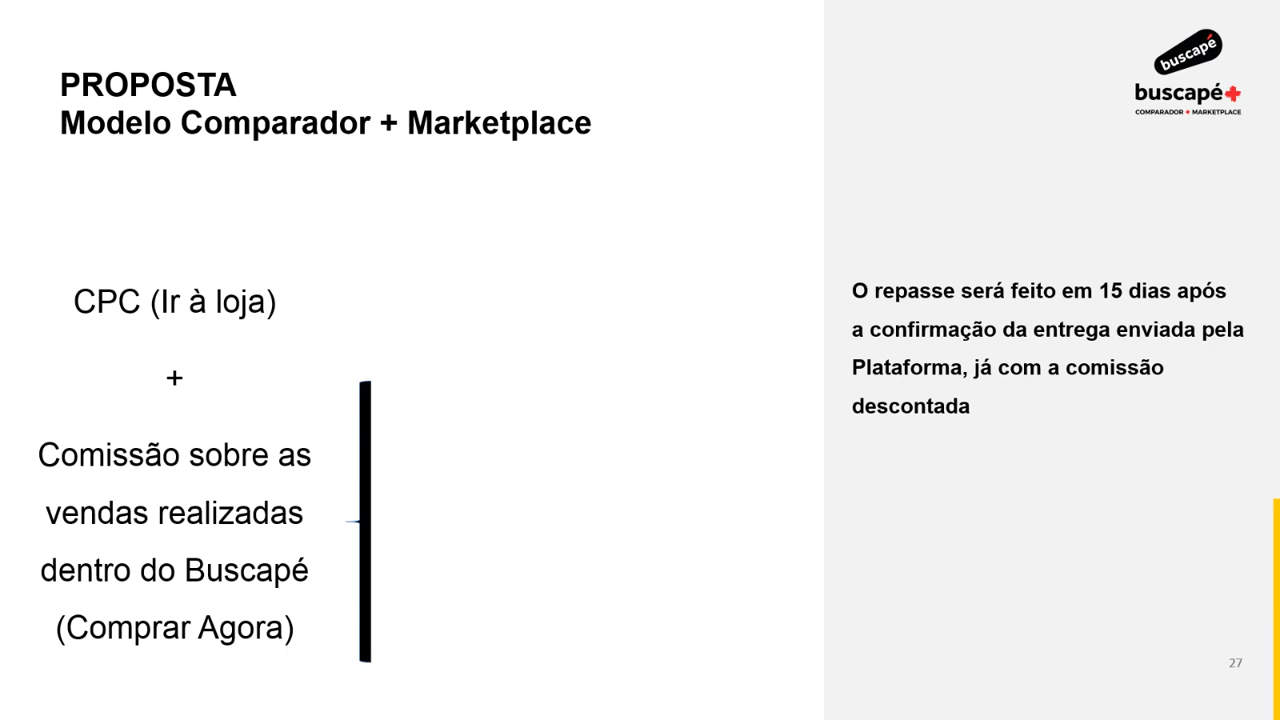 PROPOSTA
Modelo Comparador + Marketplace
buscapé
buscapé+
COMPARADOR + MARKETPLACE
CPC (Ir à loja)
+
Comissão sobre as
vendas realizadas
dentro do Buscapé
(Comprar Agora)
O repasse será feito em 15 dias após
a confirmação da entrega enviada pela
Plataforma, já com a comissão
descontada
27